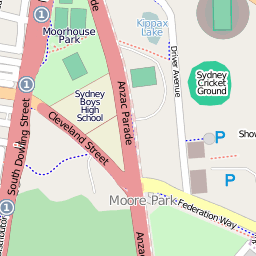 1
Moorhouse
Park
Kippax
Lake
Driver Avenue
Sydney
Cricket
Ground
Sydney
Boys
High
School
Anzac Parade
1
Cleveland Street
South Dowling Street
P
Show
P
Moore Park
Federation Way
1
Anza